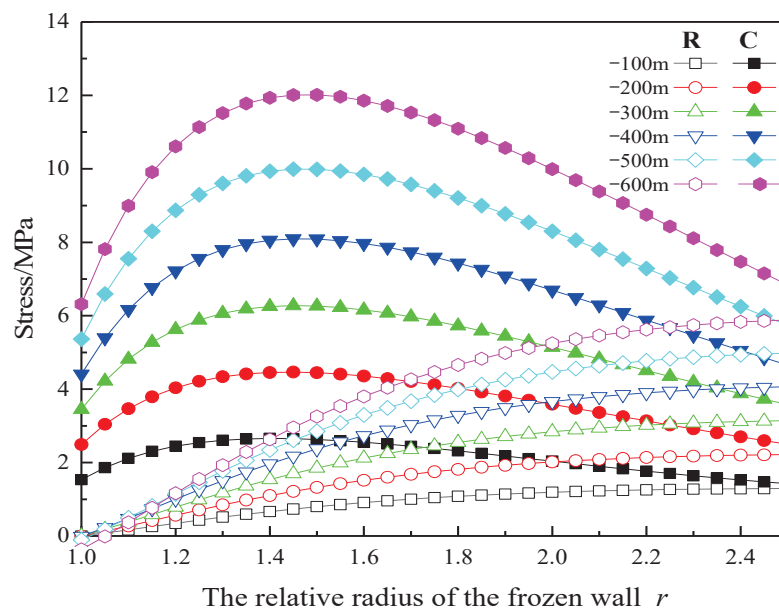 14
12
10
8
6
4
2
0
Stress/MPa
R C
−100m
−200m
−300m
−400m
−500m
−600m
1.0 1.2 1.4 1.6 1.8 2.0 2.2 2.4
The relative radius of the frozen wall r